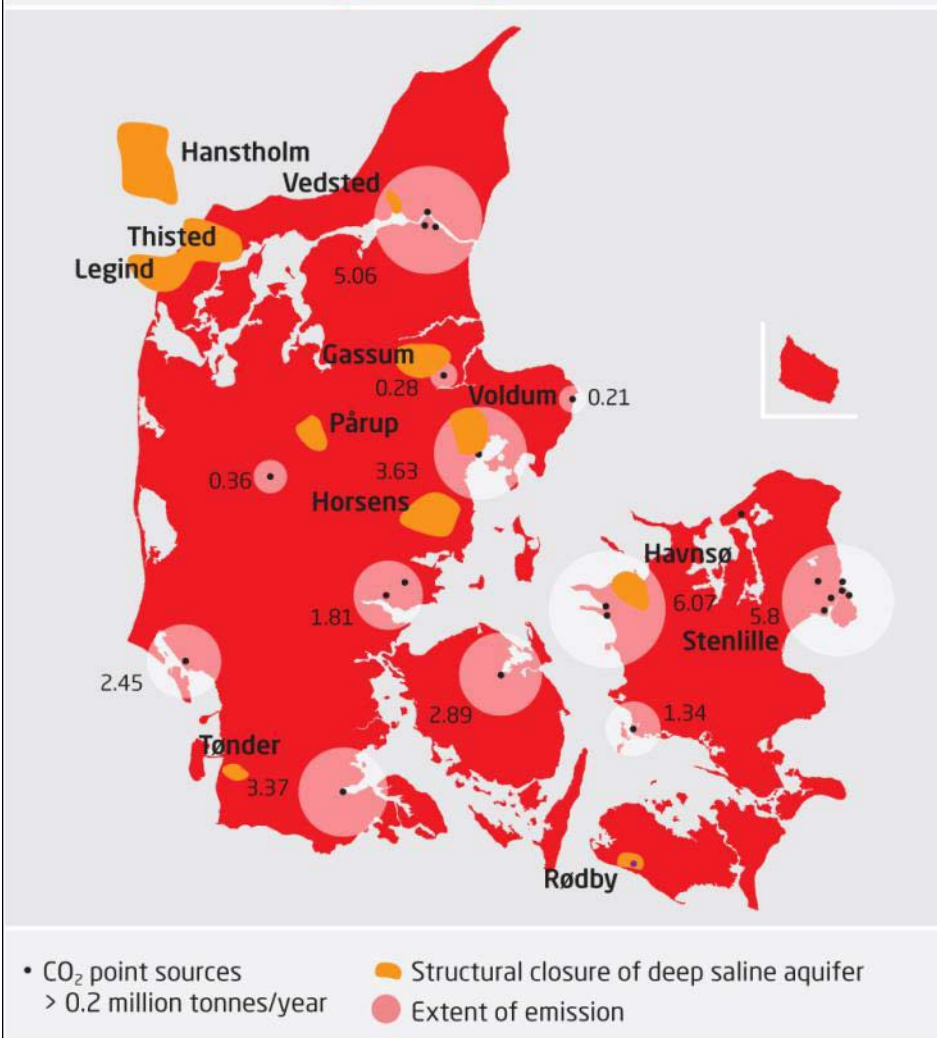 Hanstholm
Vedsted
Thisted
Legind
5.06
Gassum
0.28
Voldum
0.21
Pårup
3.63
0.36
Horsens
Havnsø
6.07
5.8
1.81
Stenlille
2.45
2.89
1.34
Tønder
3.37
Rødby
• CO₂ point sources
> 0.2 million tonnes/year
Structural closure of deep saline aquifer
Extent of emission